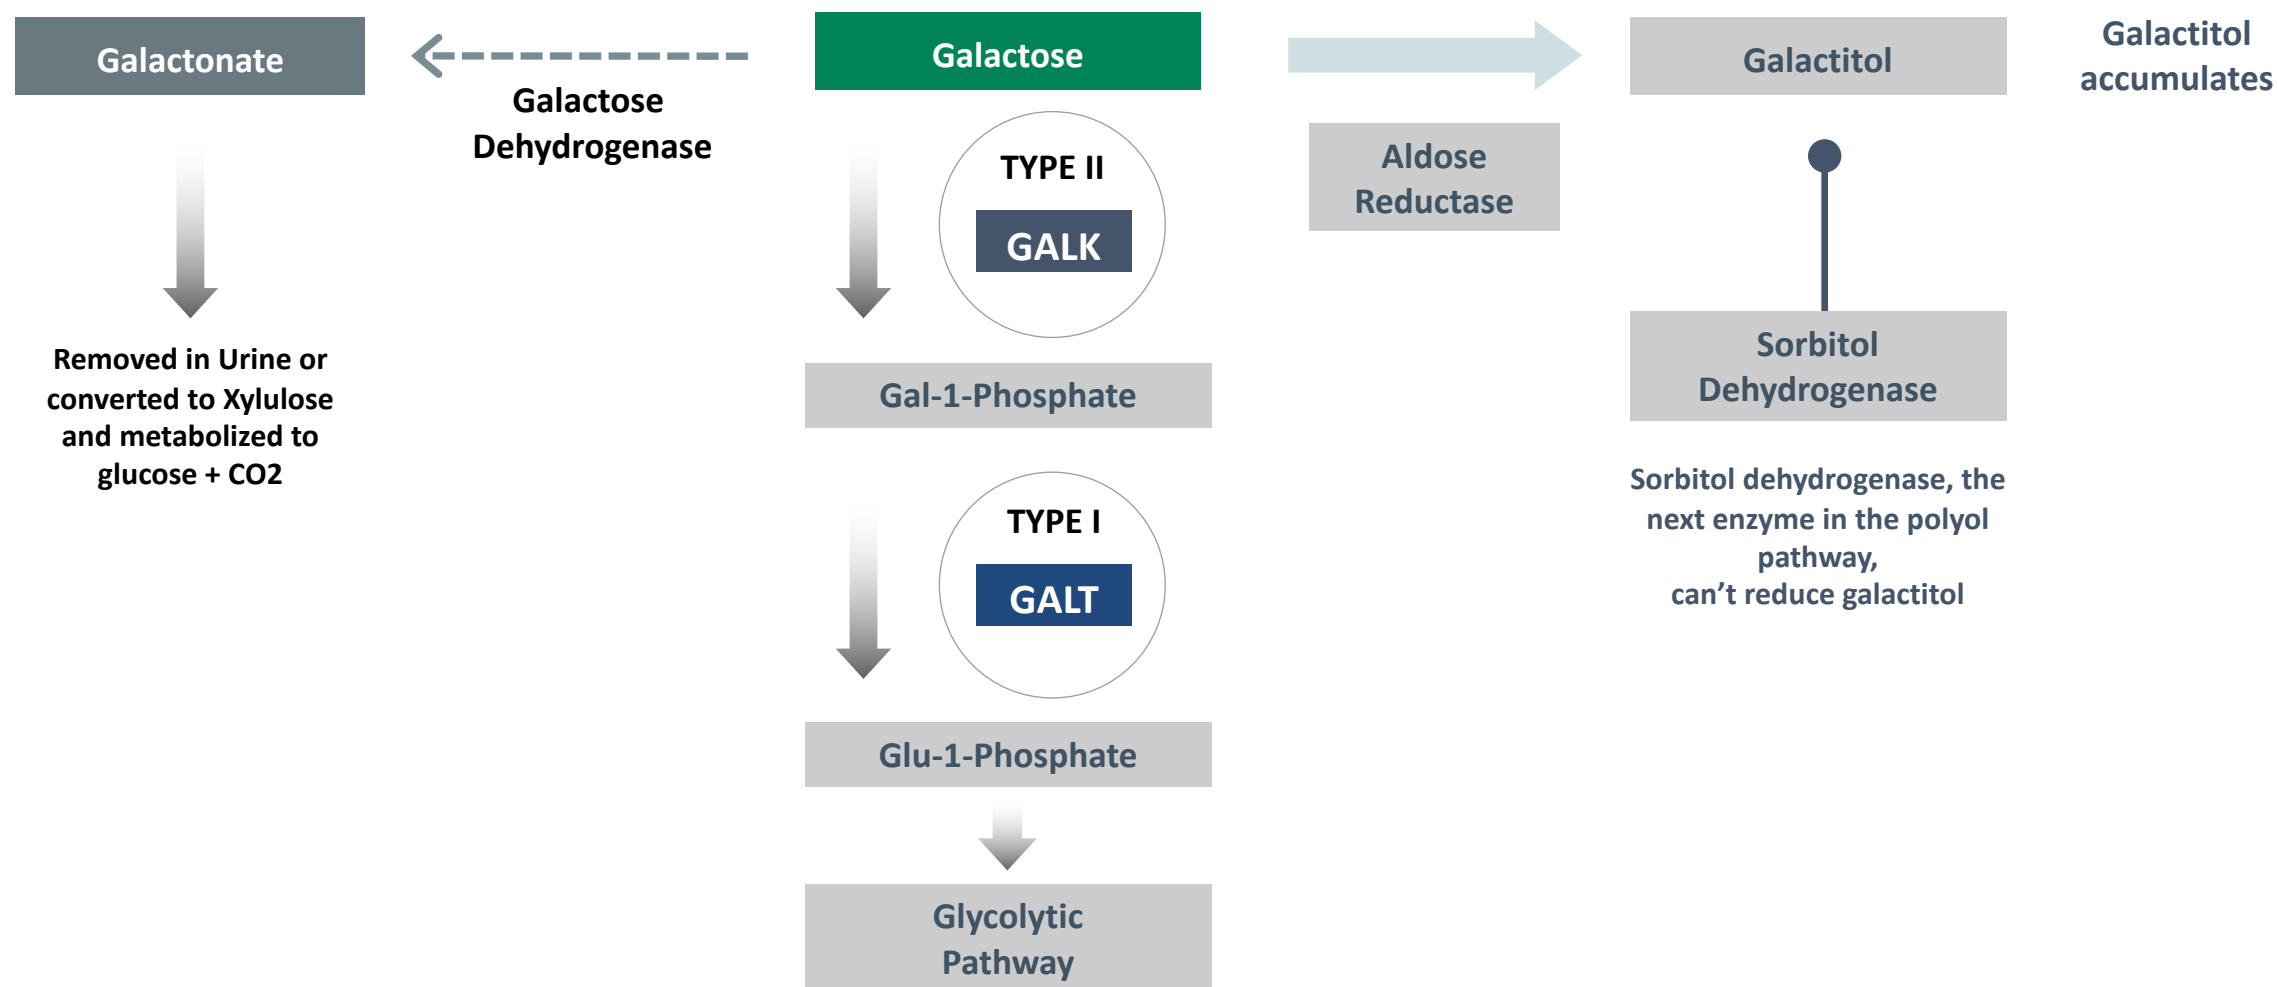 Galactonate
Galactose
Dehydrogenase
Galactose
Galactitol
Galactitol
accumulates
Removed in Urine or
converted to Xylulose
and metabolized to
glucose + CO2
TYPE II
GALK
Aldose
Reductase
Gal-1-Phosphate
TYPE I
GALT
Glu-1-Phosphate
Glycolytic
Pathway
Sorbitol
Dehydrogenase
Sorbitol dehydrogenase, the
next enzyme in the polyol
pathway,
can’t reduce galactitol